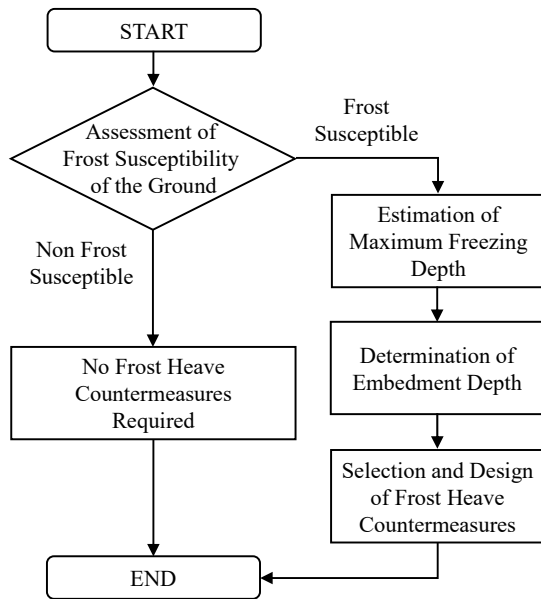 START
Assessment of
Frost Susceptibility
of the Ground
Frost
Susceptible
Non Frost
Susceptible
Estimation of
Maximum Freezing
Depth
No Frost Heave
Countermeasures
Required
Determination of
Embedment Depth
Selection and Design
of Frost Heave
Countermeasures
END